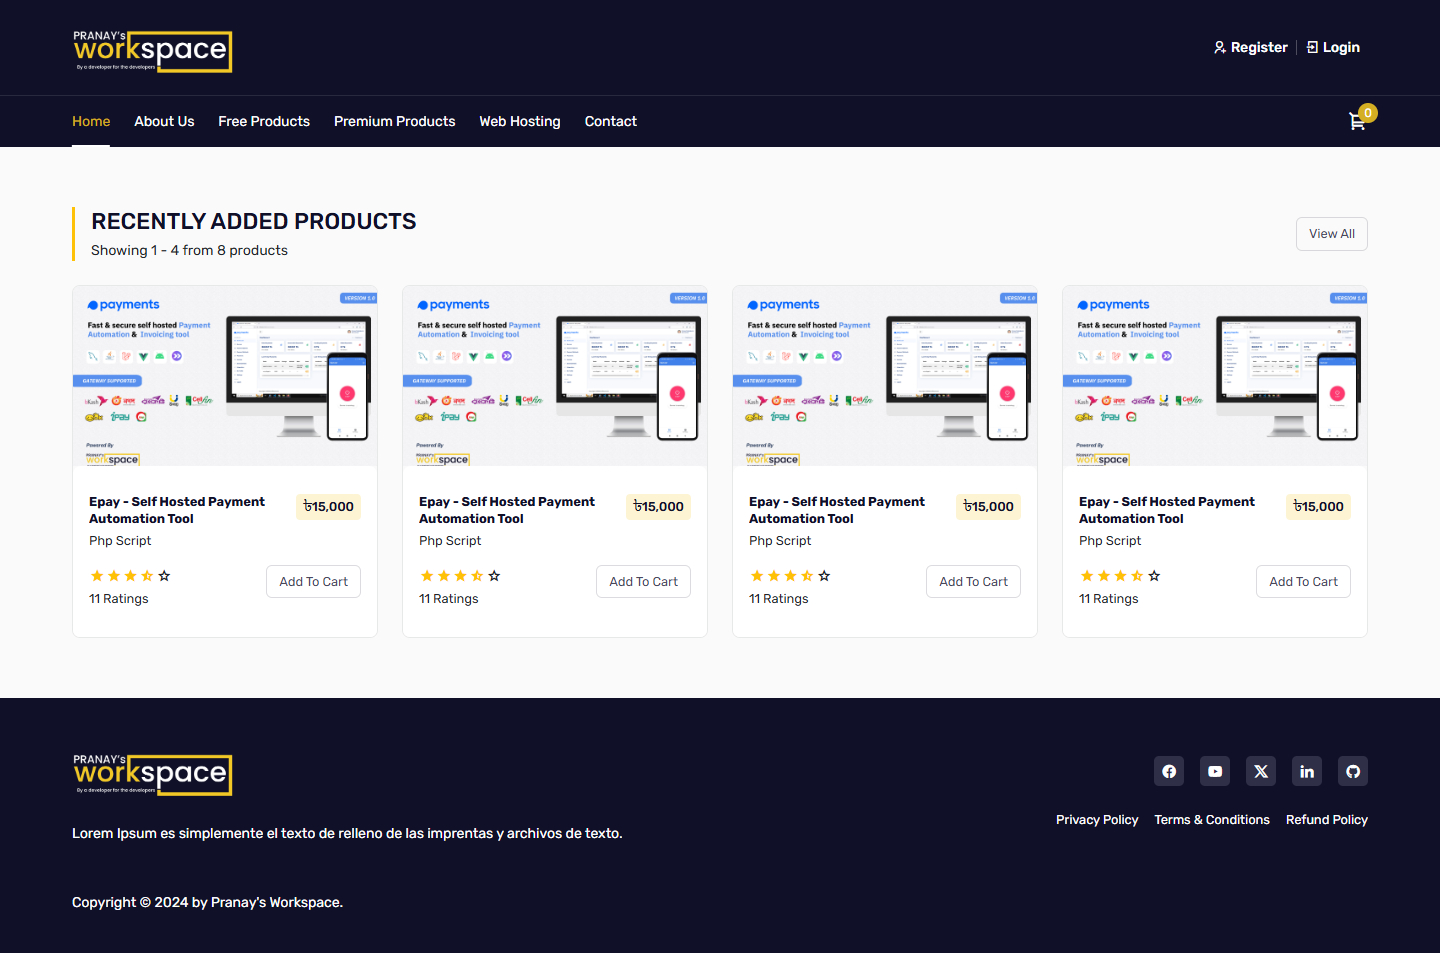 PRANAY's
workspace
By a developer for the developers
Register
Login
Home
About Us
Free Products
Premium Products
Web Hosting
Contact
0
RECENTLY ADDED PRODUCTS
Showing 1 - 4 from 8 products
View All
payments
VERSION 1.0
Fast & secure self hosted Payment
Automation & Invoicing tool
GATEWAY SUPPORTED
Powered By
PRANAY's
workspace
Epay - Self Hosted Payment
Automation Tool
৳15,000
Php Script
11 Ratings
Add To Cart
payments
VERSION 1.0
Fast & secure self hosted Payment
Automation & Invoicing tool
GATEWAY SUPPORTED
Powered By
PRANAY's
workspace
Epay - Self Hosted Payment
Automation Tool
৳15,000
Php Script
11 Ratings
Add To Cart
payments
VERSION 1.0
Fast & secure self hosted Payment
Automation & Invoicing tool
GATEWAY SUPPORTED
Powered By
PRANAY's
workspace
Epay - Self Hosted Payment
Automation Tool
৳15,000
Php Script
11 Ratings
Add To Cart
payments
VERSION 1.0
Fast & secure self hosted Payment
Automation & Invoicing tool
GATEWAY SUPPORTED
Powered By
PRANAY's
workspace
Epay - Self Hosted Payment
Automation Tool
৳15,000
Php Script
11 Ratings
Add To Cart
PRANAY's
workspace
By a developer for the developers
Lorem Ipsum es simplemente el texto de relleno de las imprentas y archivos de texto.
Privacy Policy
Terms & Conditions
Refund Policy
Copyright © 2024 by Pranay's Workspace.